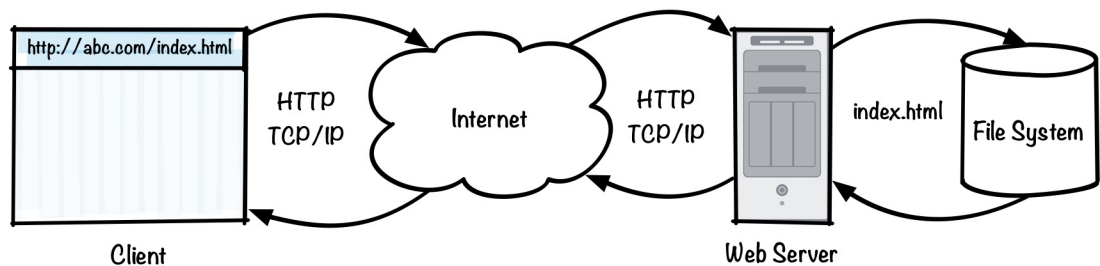 http://abc.com/index.html
HTTP
TCP/IP
Internet
HTTP
TCP/IP
index.html
File System
Client
Web Server